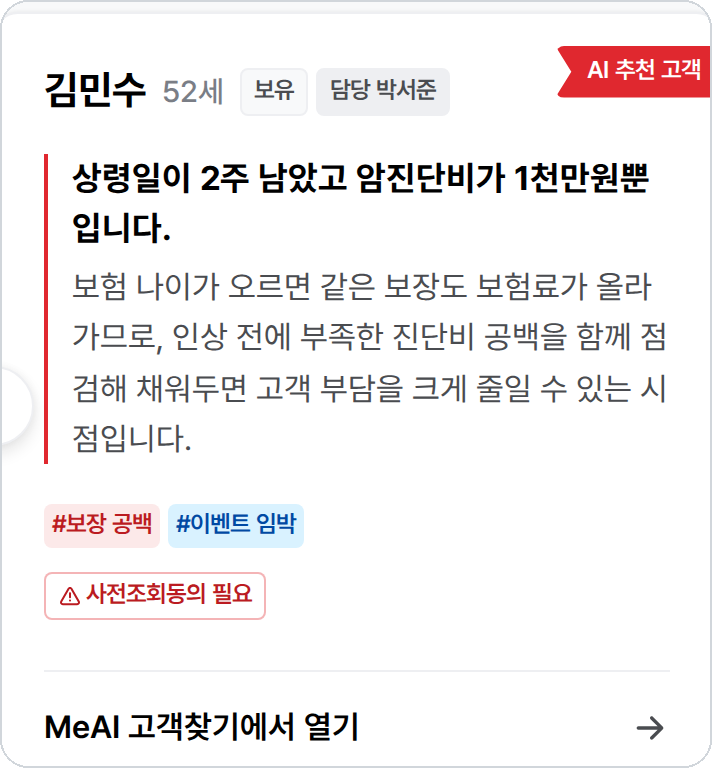 AI 추천 고객
김민수 52세 보유 담당 박서준
상령일이 2주 남았고 암진단비가 1천만원뿐
입니다.
보험 나이가 오르면 같은 보장도 보험료가 올라
가므로, 인상 전에 부족한 진단비 공백을 함께 점
검해 채워두면 고객 부담을 크게 줄일 수 있는 시
점입니다.
#보장 공백 #이벤트 임박
사전조회동의 필요
MeAI 고객찾기에서 열기